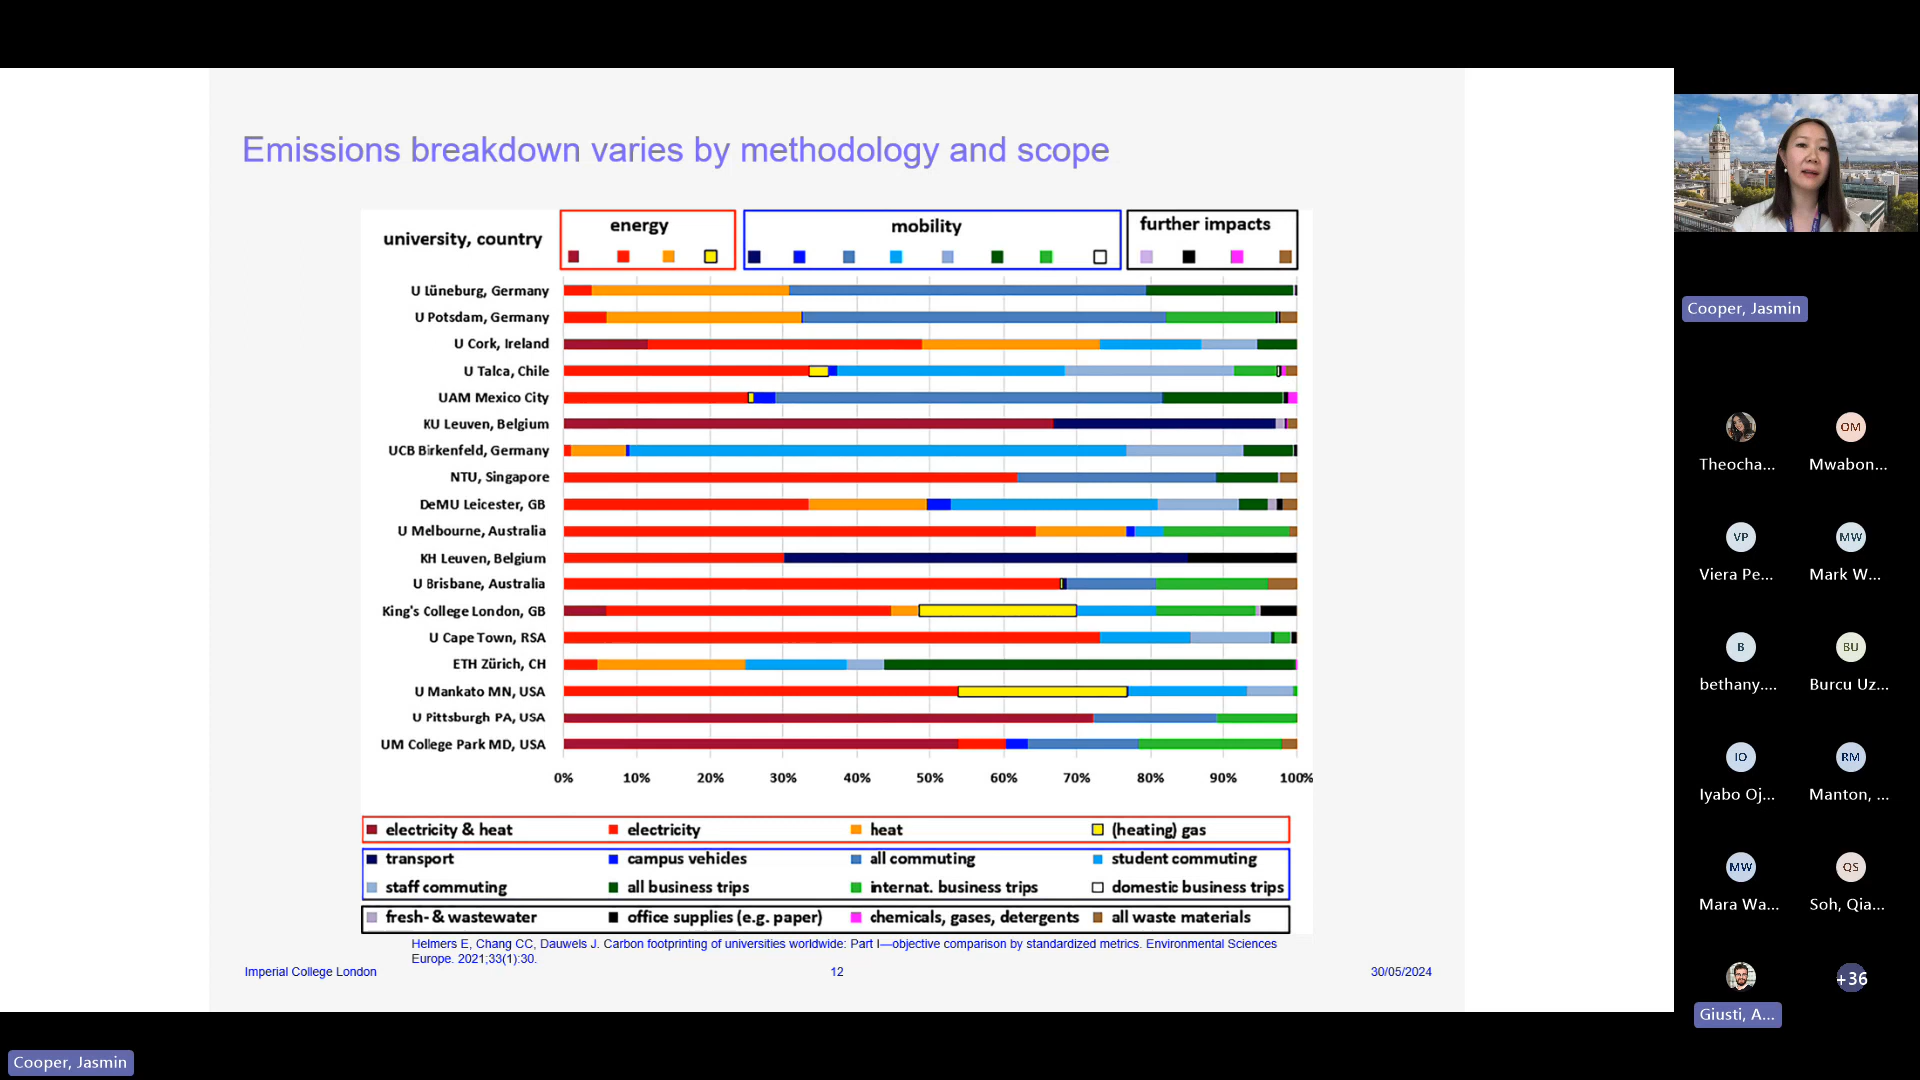 Emissions breakdown varies by methodology and scope
university, country
energy
mobility
further impacts
U Lüneburg, Germany
U Potsdam, Germany
U Cork, Ireland
U Talca, Chile
UAM Mexico City
KU Leuven, Belgium
UCB Birkenfeld, Germany
NTU, Singapore
DeMU Leicester, GB
U Melbourne, Australia
KH Leuven, Belgium
U Brisbane, Australia
King's College London, GB
U Cape Town, RSA
ETH Zürich, CH
U Mankato MN, USA
U Pittsburgh PA, USA
UM College Park MD, USA
0% 10% 20% 30% 40% 50% 60% 70% 80% 90% 100%
electricity & heat electricity heat (heating) gas
transport campus vehicles all commuting student commuting
staff commuting all business trips internat. business trips domestic business trips
fresh- & wastewater office supplies (e.g. paper) chemicals, gases, detergents all waste materials
Helmers E, Chang CC, Dauwels J. Carbon footprinting of universities worldwide: Part I—objective comparison by standardized metrics. Environmental Sciences
Europe. 2021;33(1):30.
Imperial College London 12 30/05/2024
Cooper, Jasmin
OM
Theocha... Mwabon...
VP MW
Viera Pe... Mark W...
B BU
bethany.... Burcu Uz...
IO RM
Iyabo Oj... Manton, ...
MW QS
Mara Wa... Soh, Qia...
+36
Giusti, A...
Cooper, Jasmin